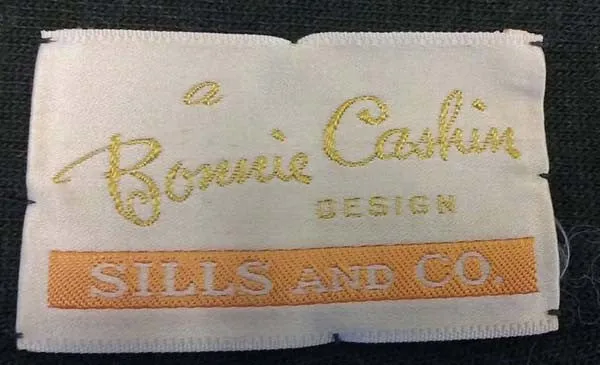 a
Bonnie Cashin
DESIGN
SILLS AND CO.